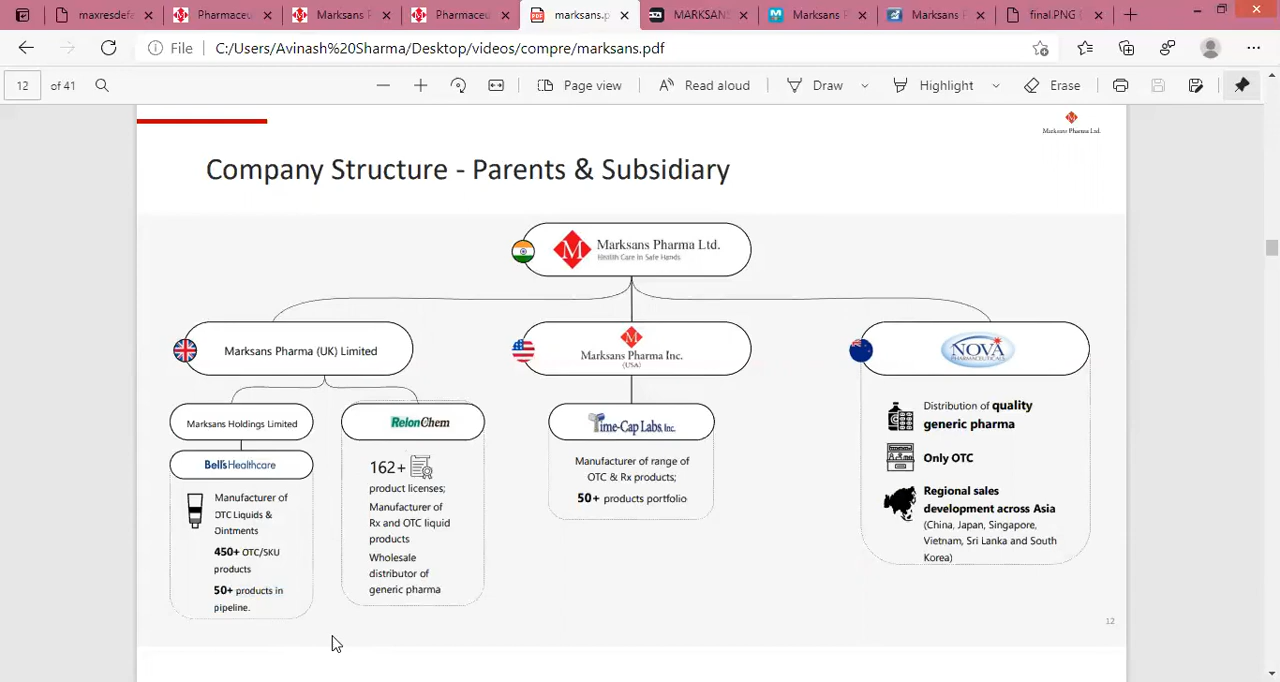 maxresdefa
Pharmaceut
Marksans P
Pharmaceu
marksans.p
MARKSANS
Marksans P
Marksans P
final.PNG
File
C:/Users/Avinash%20Sharma/Desktop/videos/compre/marksans.pdf
12 of 41
Page view
Read aloud
Draw
Highlight
Erase
Marksans Pharma Ltd.
Company Structure - Parents & Subsidiary
M
Marksans Pharma Ltd.
Health Care in Safe Hands
Marksans Pharma (UK) Limited
M
Marksans Pharma Inc.
(USA)
NOVA
PHARMACEUTICALS
Marksans Holdings Limited
Bell's Healthcare
Manufacturer of
OTC Liquids &
Ointments
450+ OTC/SKU
products
50+ products in
pipeline.
RelonChem
162+
product licenses;
Manufacturer of
Rx and OTC liquid
products
Wholesale
distributor of
generic pharma
Time-Cap Labs, Inc.
Manufacturer of range of
OTC & Rx products;
50+ products portfolio
Distribution of quality
generic pharma
Only OTC
Regional sales
development across Asia
(China, Japan, Singapore,
Vietnam, Sri Lanka and South
Korea)
12